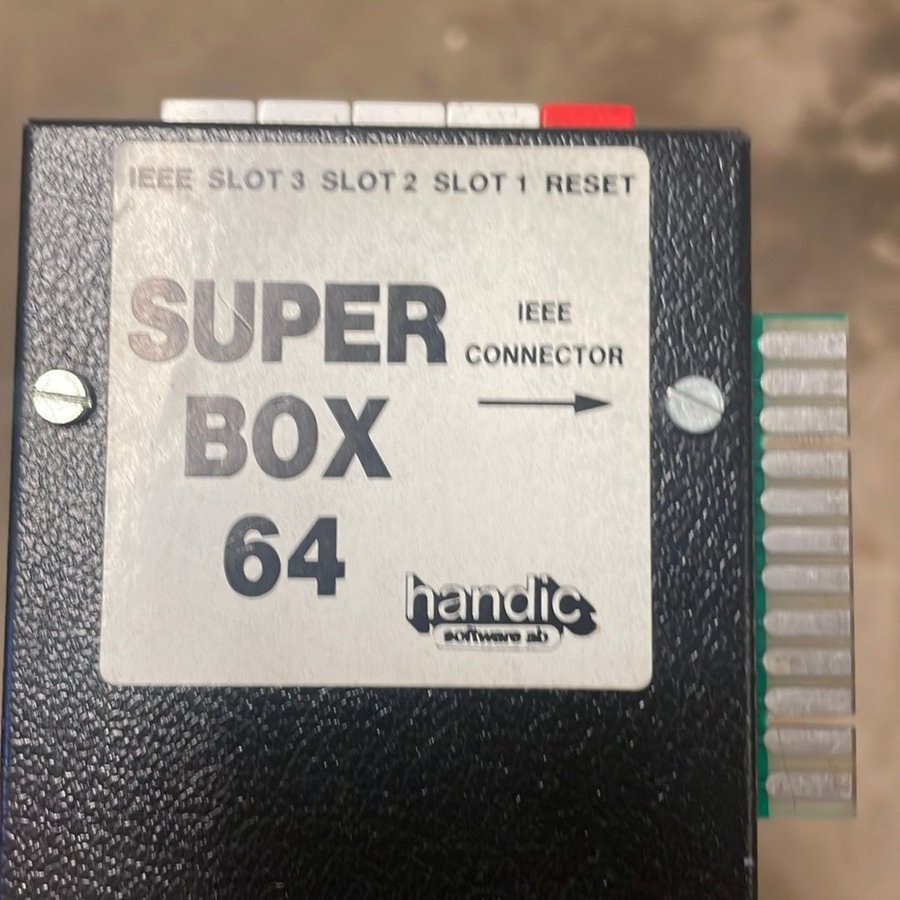 IEEE SLOT 3 SLOT 2 SLOT 1 RESET
SUPER
BOX
64
IEEE
CONNECTOR
handic
software ab